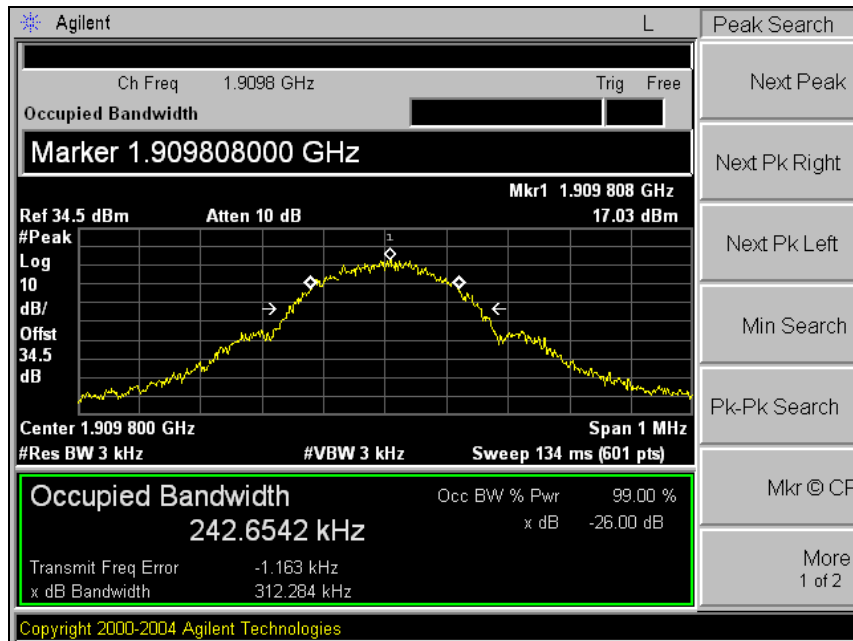 Agilent L Peak Search
Ch Freq 1.9098 GHz Trig Free
Occupied Bandwidth
Marker 1.909808000 GHz
Mkr1 1.909 808 GHz
Ref 34.5 dBm Atten 10 dB 17.03 dBm
#Peak
Log
10
dB/
Offst
34.5
dB
1
Center 1.909 800 GHz Span 1 MHz
#Res BW 3 kHz #VBW 3 kHz Sweep 134 ms (601 pts)
Occupied Bandwidth
242.6542 kHz
Occ BW % Pwr 99.00 %
x dB -26.00 dB
Transmit Freq Error -1.163 kHz
x dB Bandwidth 312.284 kHz
Copyright 2000-2004 Agilent Technologies
Next Peak
Next Pk Right
Next Pk Left
Min Search
Pk-Pk Search
Mkr © CF
More
1 of 2